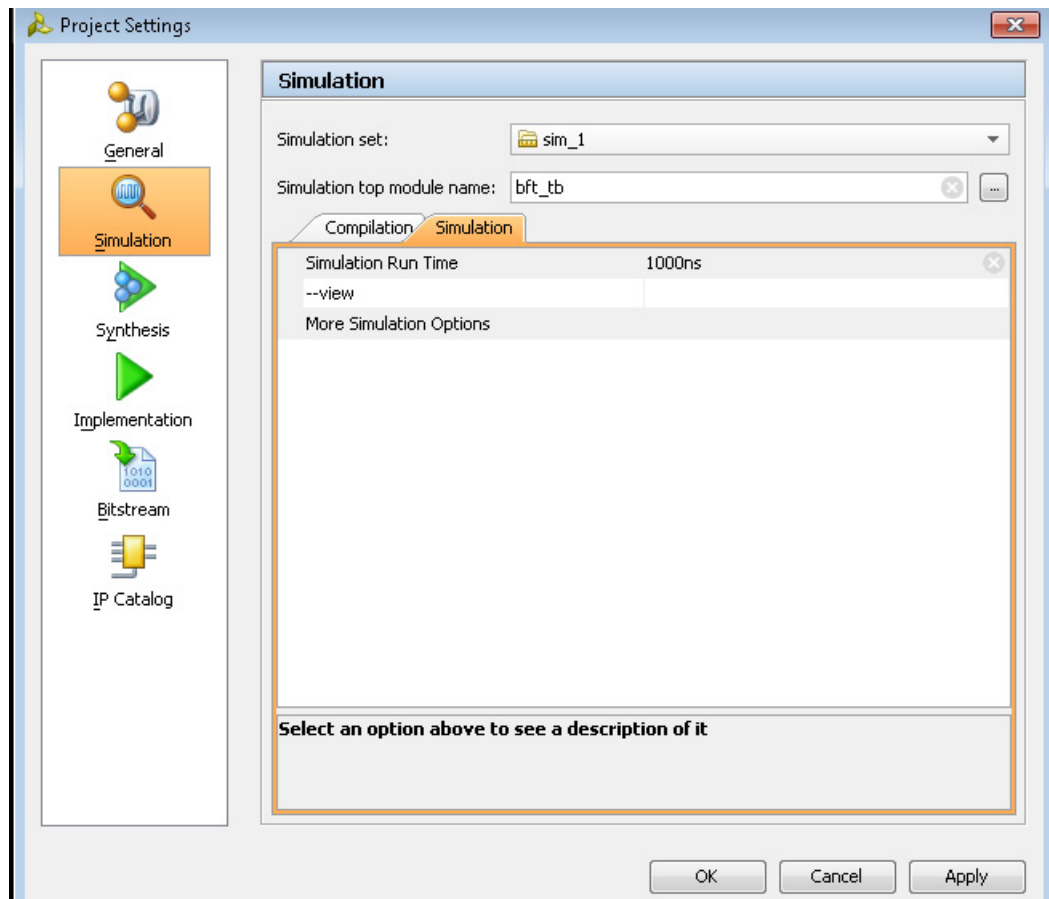 Project Settings
General
Simulation
Synthesis
Implementation
1010
0001
Bitstream
IP Catalog
Simulation
Simulation set: sim_1
Simulation top module name: bft_tb ...
Compilation Simulation
Simulation Run Time 1000ns
--view
More Simulation Options
Select an option above to see a description of it
OK Cancel Apply